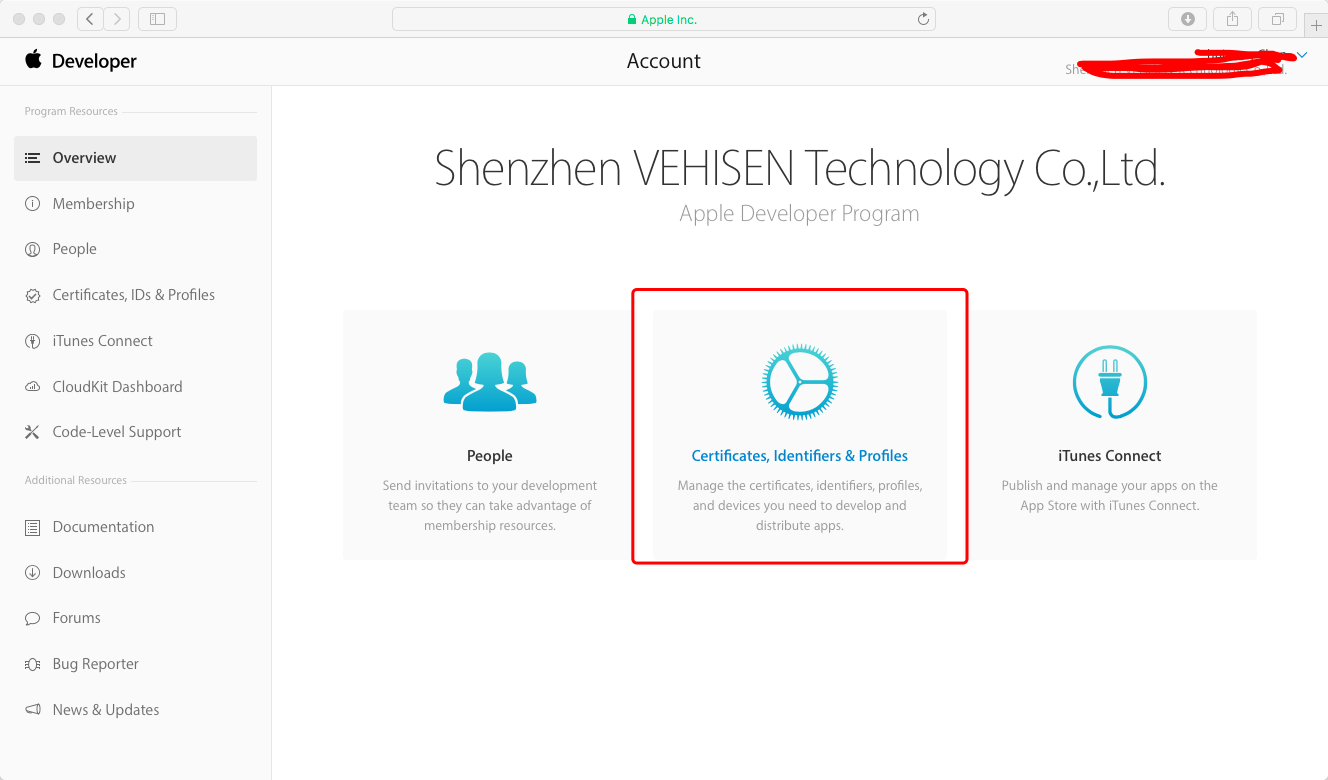 Apple Inc.
Developer
Account
Program Resources
Overview
Membership
People
Certificates, IDs & Profiles
iTunes Connect
CloudKit Dashboard
Code-Level Support
Additional Resources
Documentation
Downloads
Forums
Bug Reporter
News & Updates
Shenzhen VEHISEN Technology Co.,Ltd.
Apple Developer Program
People
Send invitations to your development
team so they can take advantage of
membership resources.
Certificates, Identifiers & Profiles
Manage the certificates, identifiers, profiles,
and devices you need to develop and
distribute apps.
iTunes Connect
Publish and manage your apps on the
App Store with iTunes Connect.